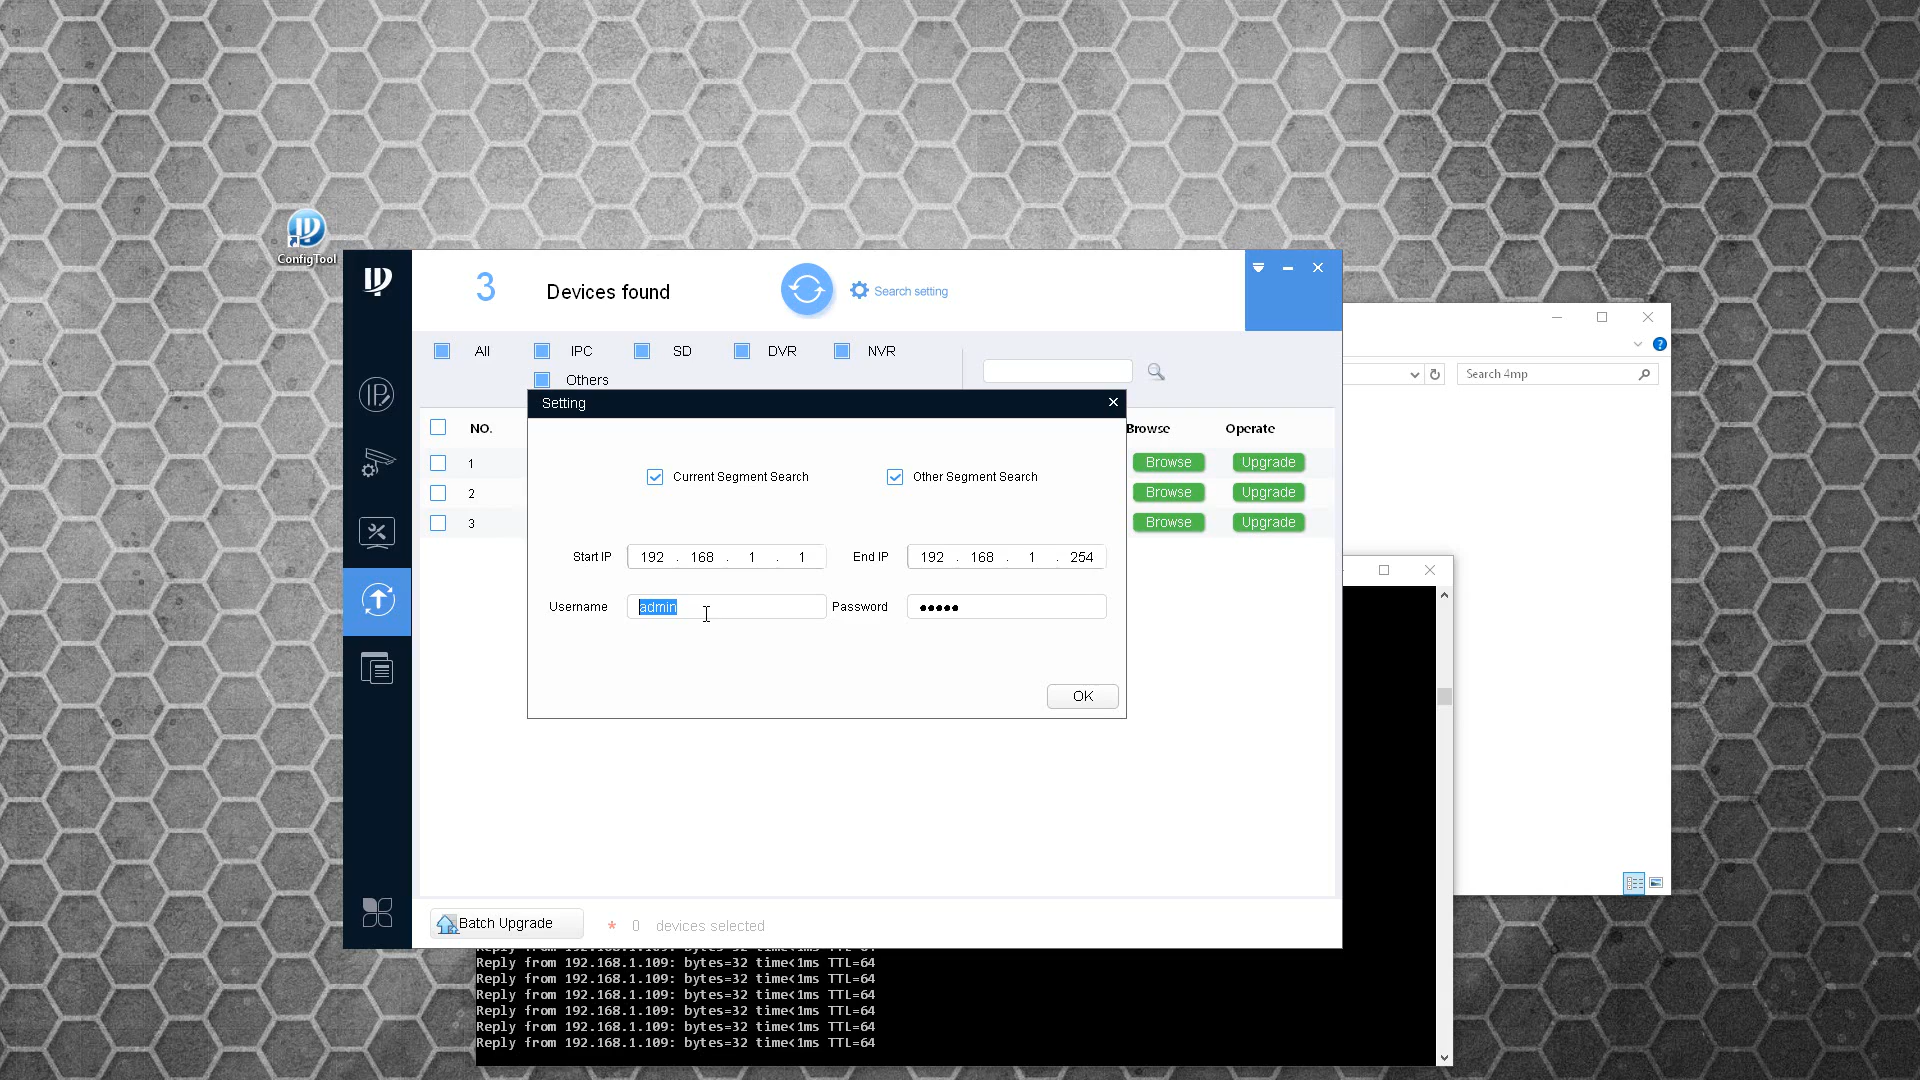 ConfigTool
3 Devices found
Search setting
All IPC SD DVR NVR
Others
Search 4mp
Setting
NO. Browse Operate
1 Browse Upgrade
2 Browse Upgrade
3 Browse Upgrade
Current Segment Search Other Segment Search
Start IP 192 . 168 . 1 . 1 End IP 192 . 168 . 1 . 254
Username admin Password ●●●●●
OK
Batch Upgrade * 0 devices selected
Reply from 192.168.1.109: bytes=32 time<1ms TTL=64
Reply from 192.168.1.109: bytes=32 time<1ms TTL=64
Reply from 192.168.1.109: bytes=32 time<1ms TTL=64
Reply from 192.168.1.109: bytes=32 time<1ms TTL=64
Reply from 192.168.1.109: bytes=32 time<1ms TTL=64
Reply from 192.168.1.109: bytes=32 time<1ms TTL=64